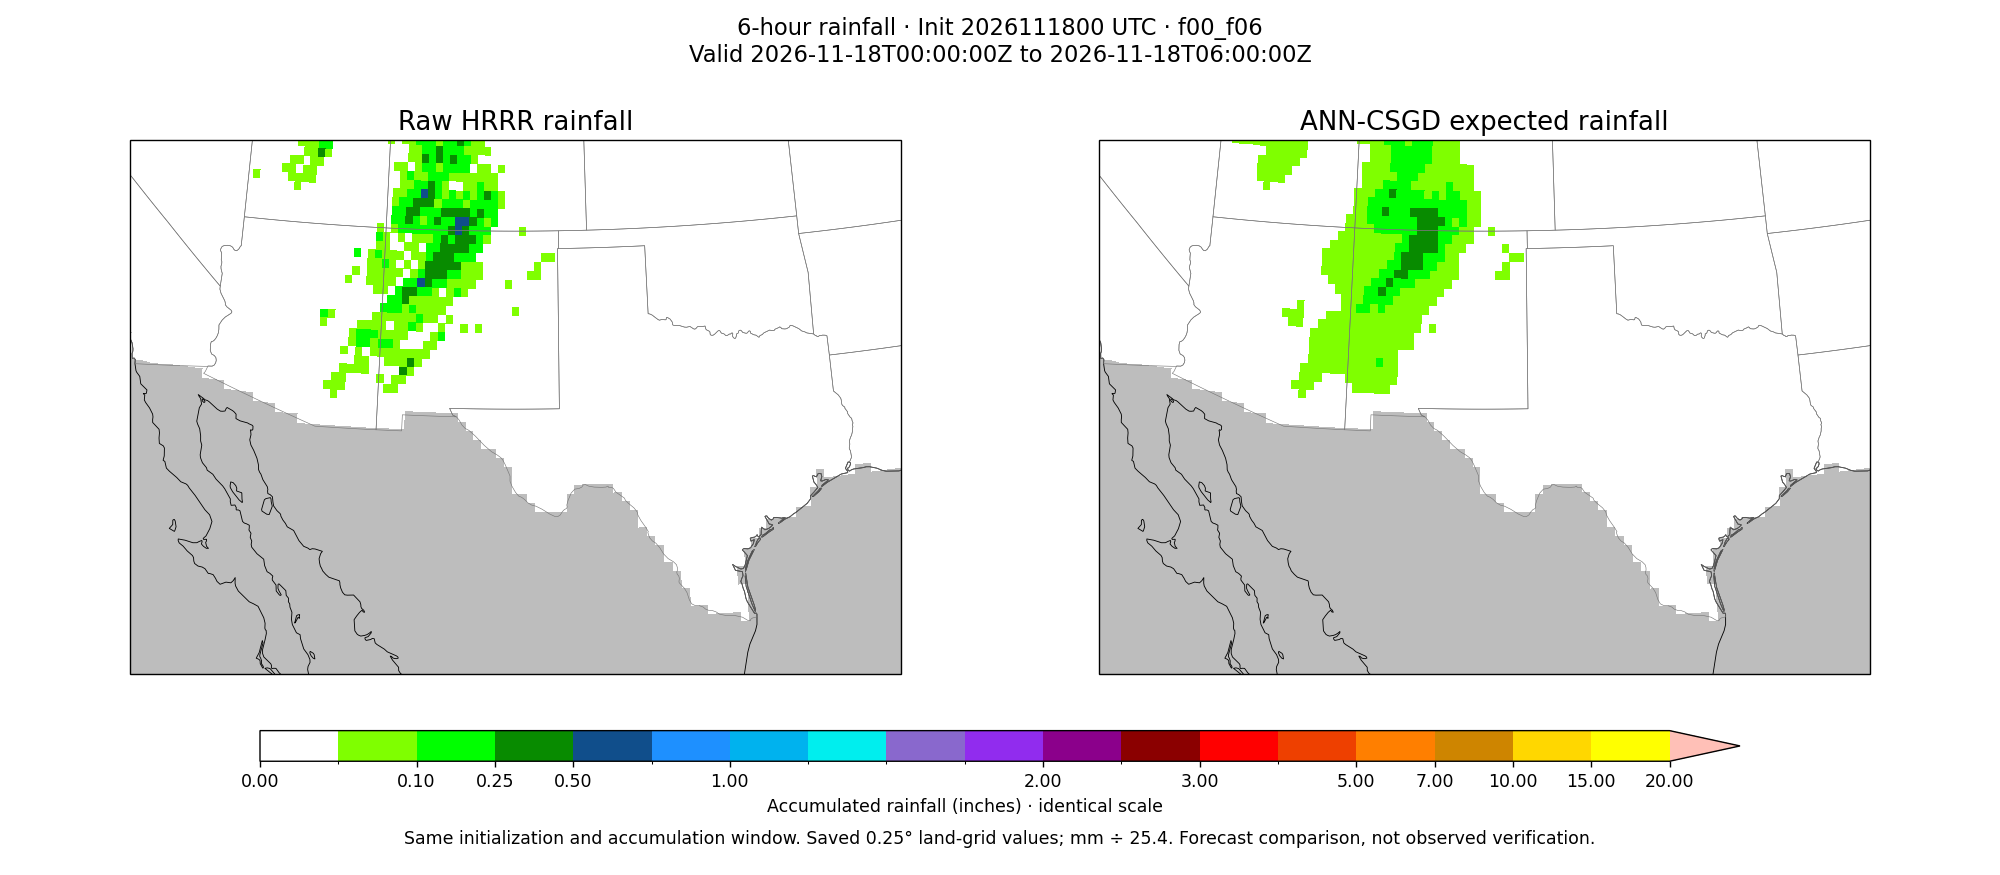 6-hour rainfall · Init 2026111800 UTC · f00_f06
Valid 2026-11-18T00:00:00Z to 2026-11-18T06:00:00Z
Raw HRRR rainfall
ANN-CSGD expected rainfall
0.00 0.10 0.25 0.50 1.00 2.00 3.00 5.00 7.00 10.00 15.00 20.00
Accumulated rainfall (inches) · identical scale
Same initialization and accumulation window. Saved 0.25° land-grid values; mm ÷ 25.4. Forecast comparison, not observed verification.